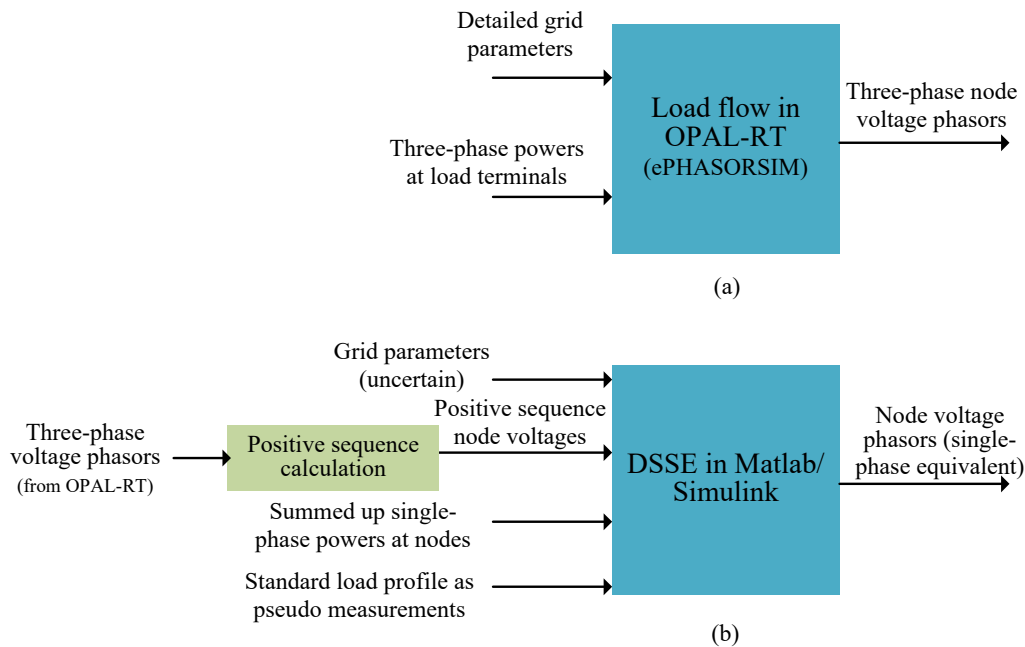 Detailed grid
parameters
Three-phase powers
at load terminals
Load flow in
OPAL-RT
(ePHASORSIM)
Three-phase node
voltage phasors
(a)
Three-phase
voltage phasors
(from OPAL-RT)
Positive sequence
calculation
Grid parameters
(uncertain)
Positive sequence
node voltages
Summed up single-
phase powers at nodes
Standard load profile as
pseudo measurements
DSSE in Matlab/
Simulink
Node voltage
phasors (single-
phase equivalent)
(b)